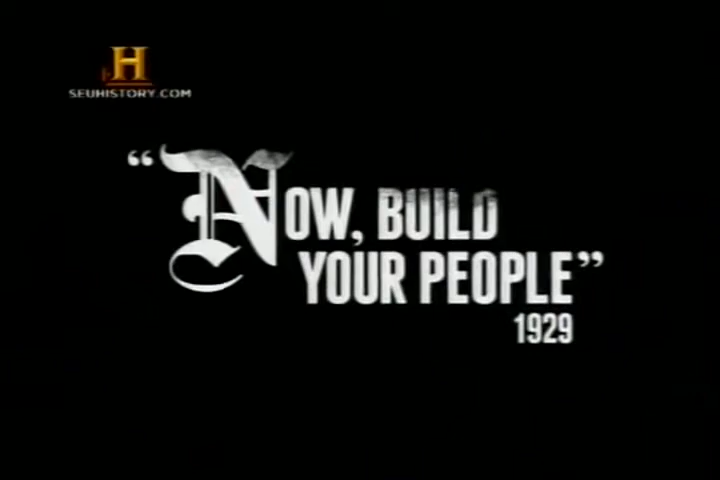 H
SEUHISTORY.COM
“NOW, BUILD
YOUR PEOPLE”
1929